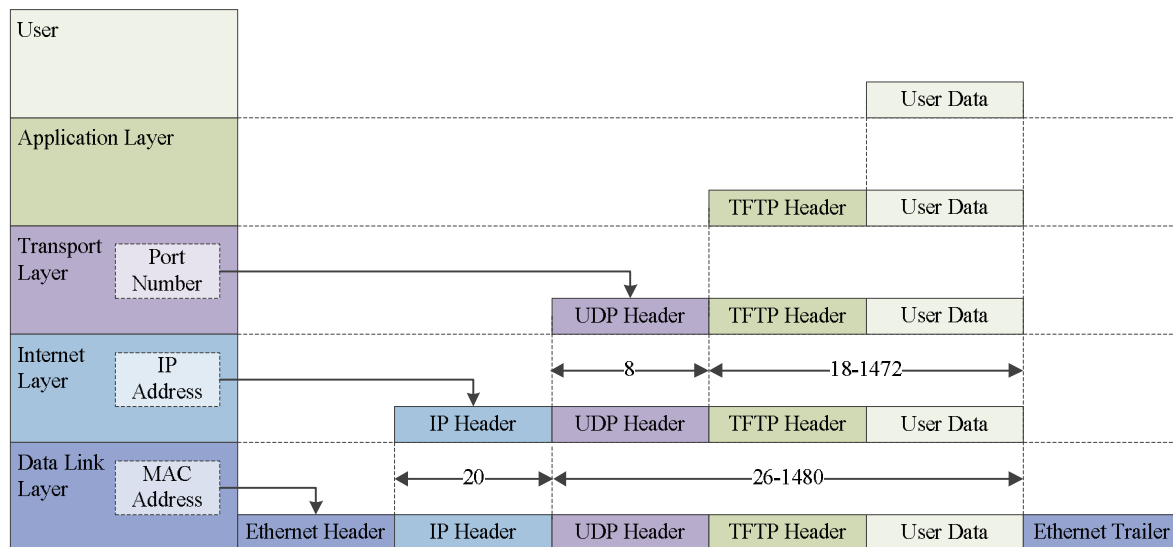 User
User Data
Application Layer
TFTP Header User Data
Transport
Layer
Port
Number
UDP Header TFTP Header User Data
Internet
Layer
IP
Address
8 18-1472
IP Header UDP Header TFTP Header User Data
Data Link
Layer
MAC
Address
20 26-1480
Ethernet Header IP Header UDP Header TFTP Header User Data Ethernet Trailer